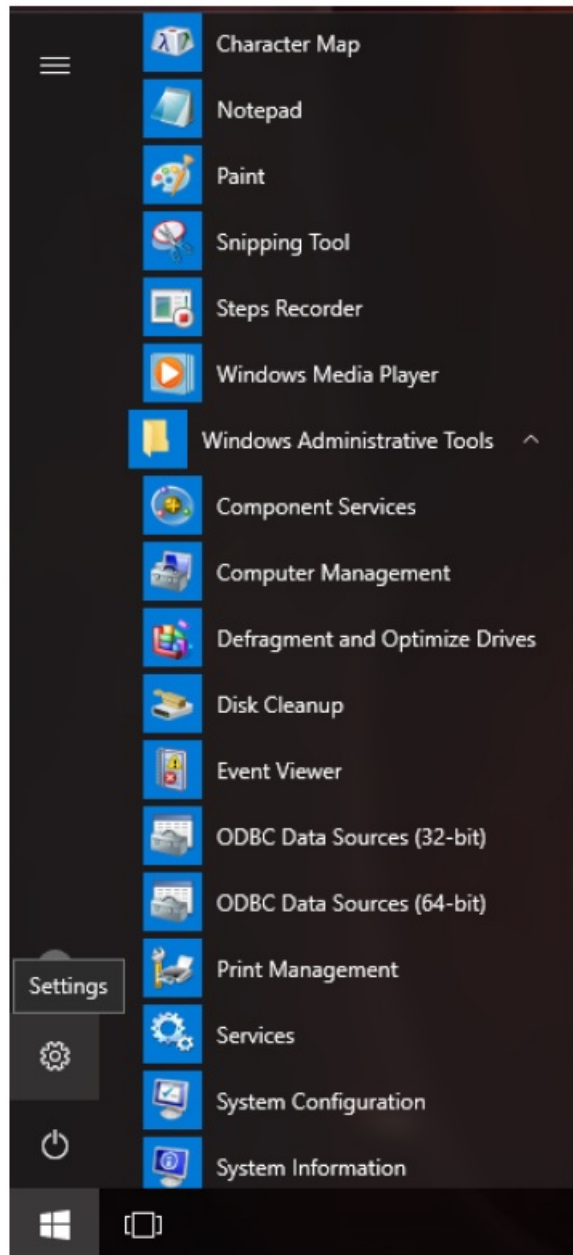 Character Map
Notepad
Paint
Snipping Tool
Steps Recorder
Windows Media Player
Windows Administrative Tools
Component Services
Computer Management
Defragment and Optimize Drives
Disk Cleanup
Event Viewer
ODBC Data Sources (32-bit)
ODBC Data Sources (64-bit)
Print Management
Settings
Services
System Configuration
System Information